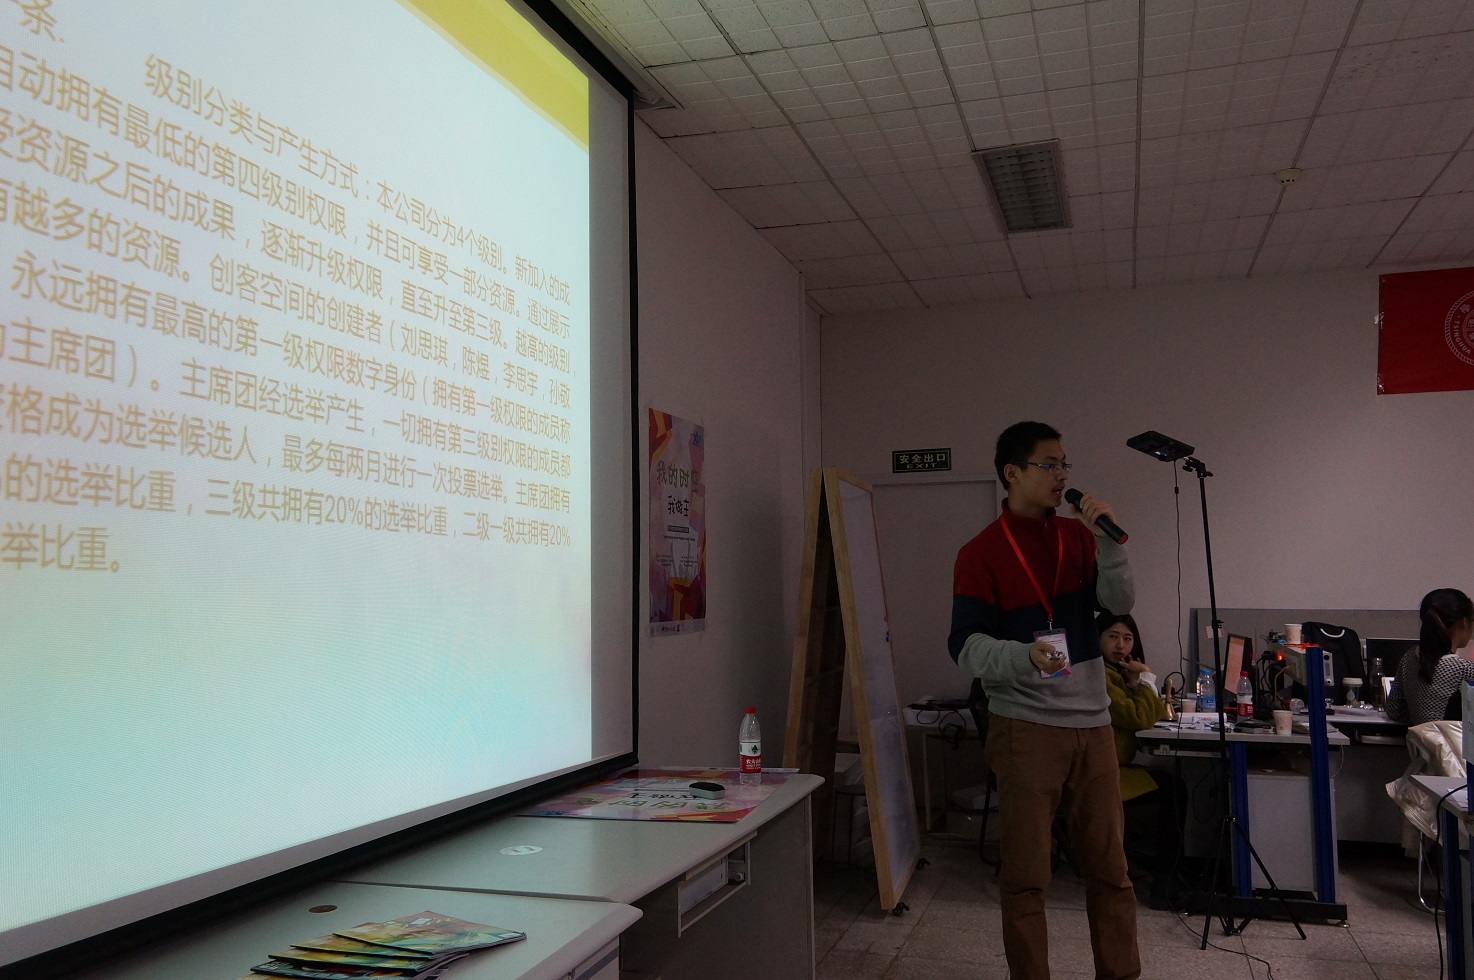 条.
级别分类与产生方式：本公司分为4个级别。新加入的成
自动拥有最低的第四级别权限，并且可享受一部分资源。通过展示
受资源之后的成果，逐渐升级权限，直至升至第三级。越高的级别，
有越多的资源。创客空间的创建者（刘思琪，陈煜，李思宇，孙敬
永远拥有最高的第一级权限数字身份（拥有第一级权限的成员称
为主席团）。主席团经选举产生，一切拥有第三级别权限的成员都
资格成为选举候选人，最多每两月进行一次投票选举。主席团拥有
%的选举比重，三级共拥有20%的选举比重，二级一级共拥有20%
举比重。
我的时
我做主
安全出口
EXIT
TSINGHUA